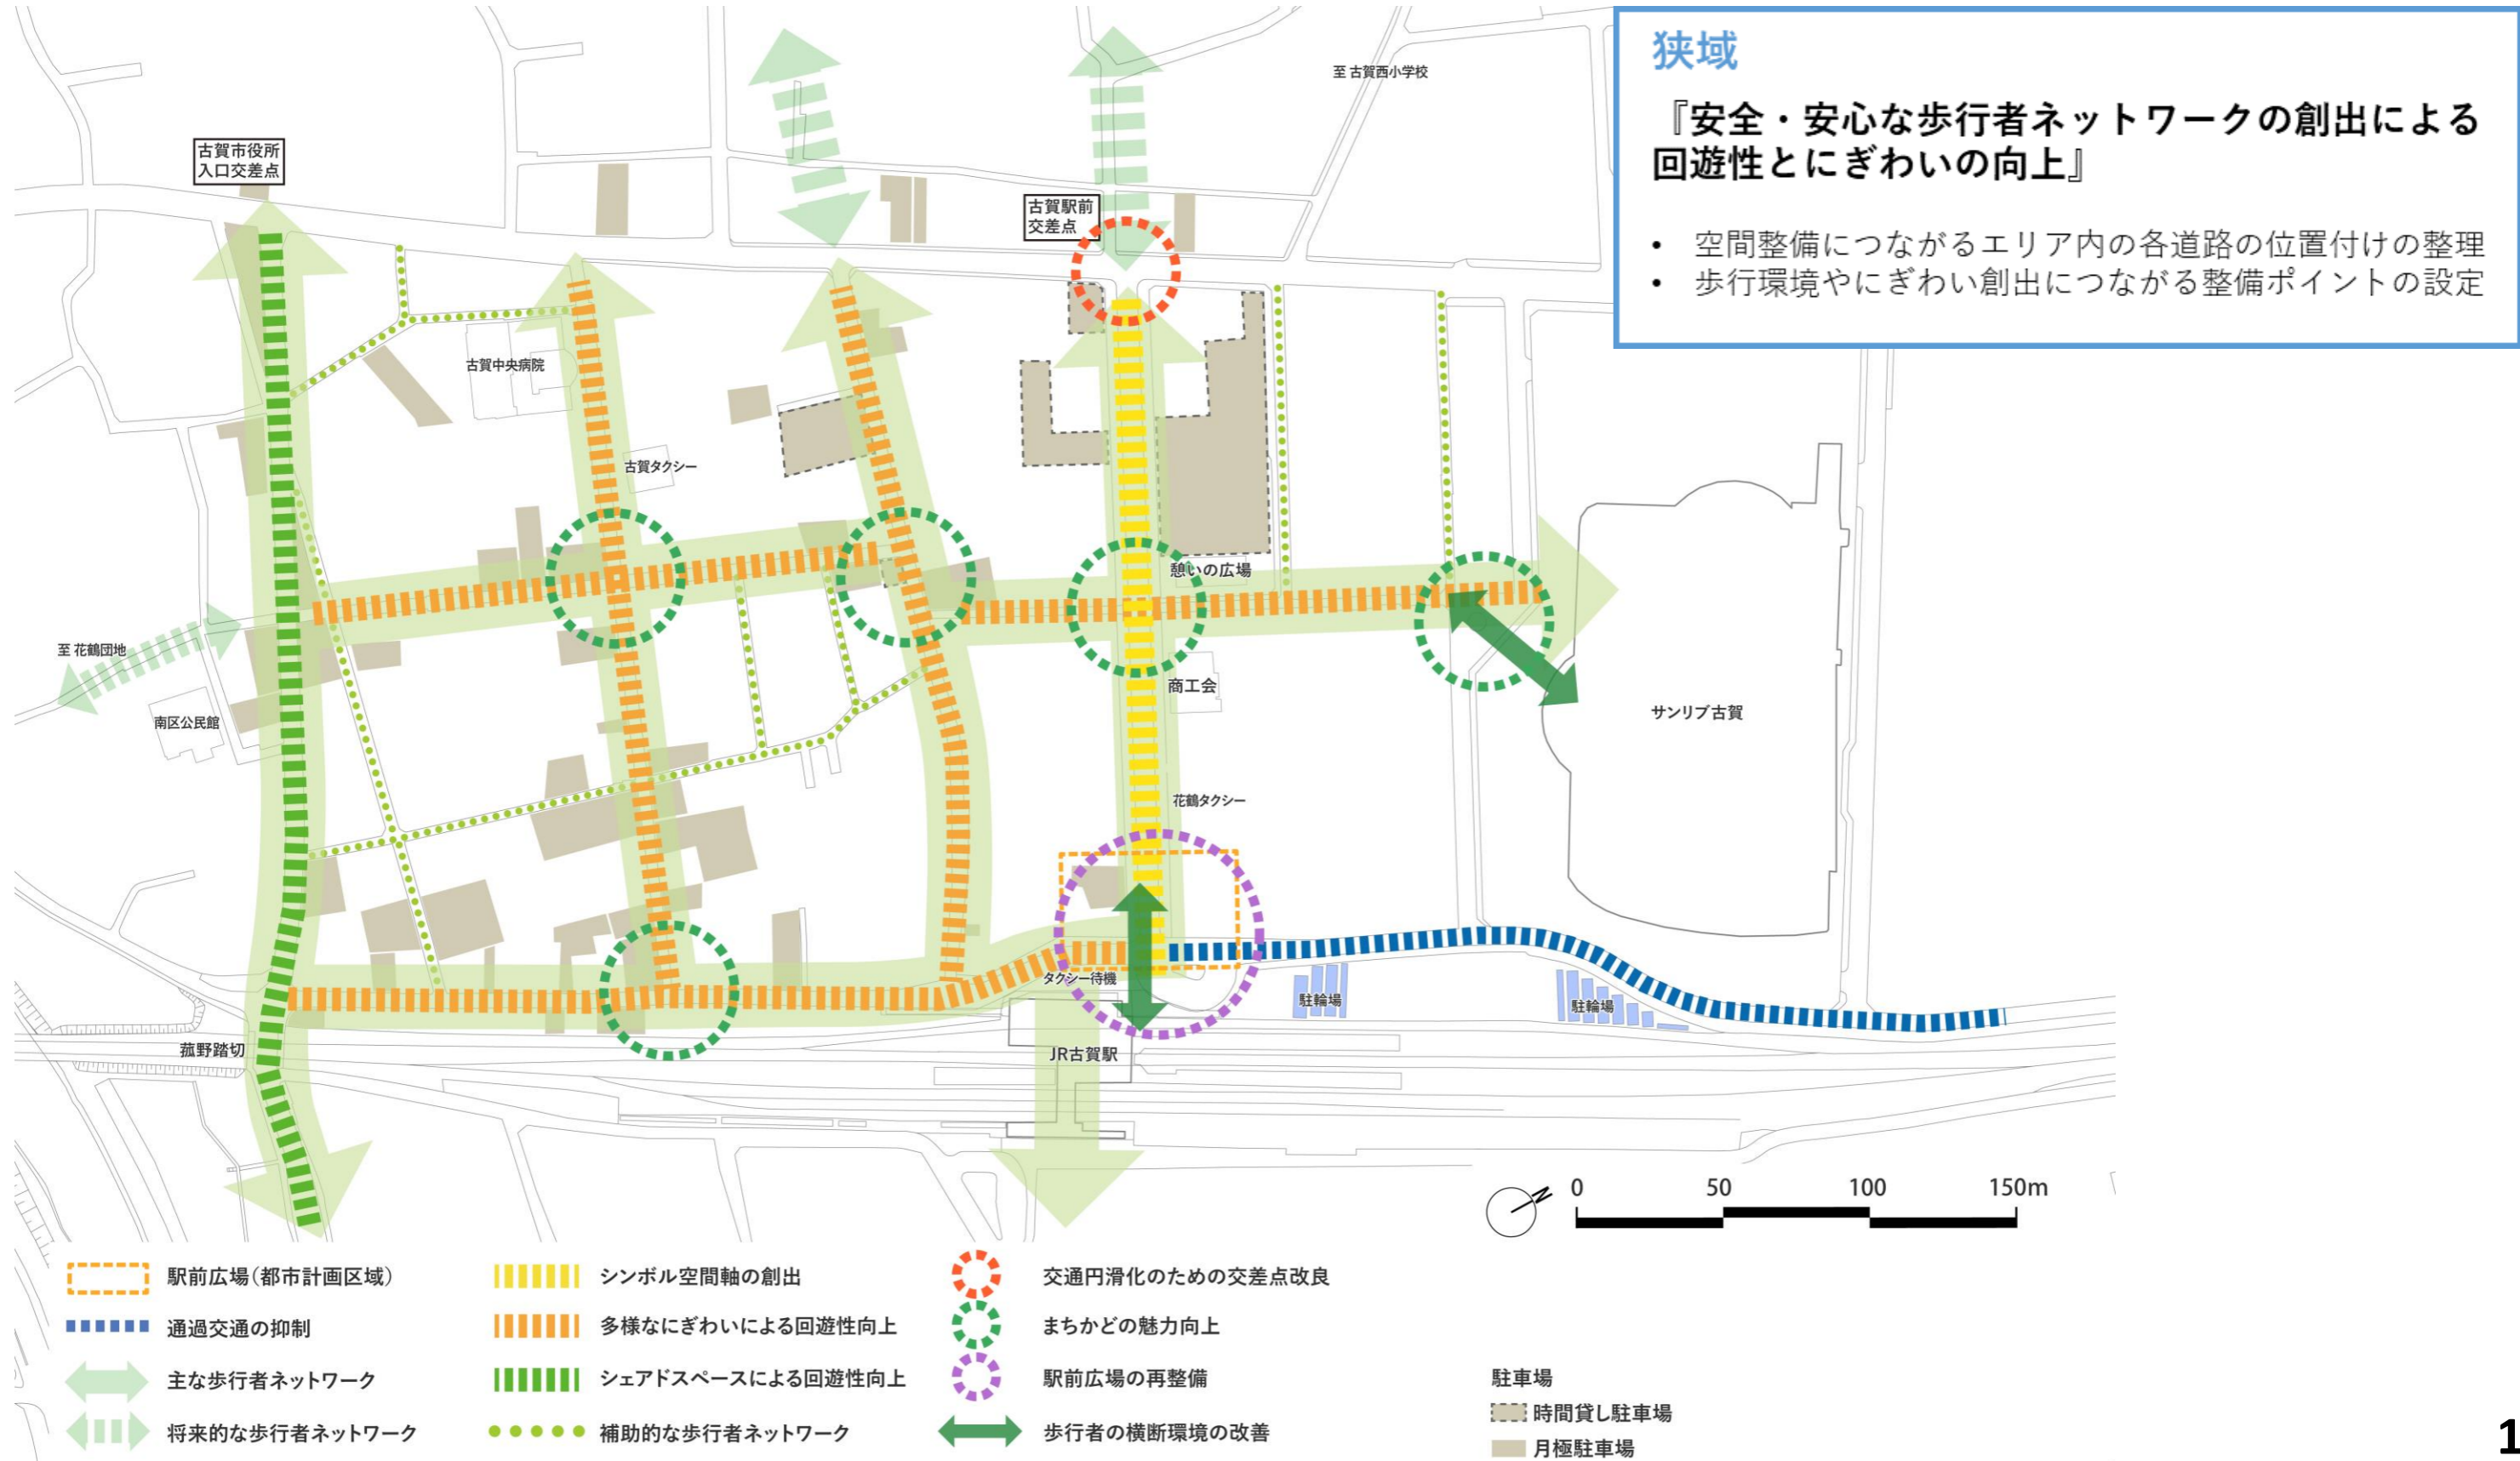 狭域
『安全・安心な歩行者ネットワークの創出による
回遊性とにぎわいの向上』
• 空間整備につながるエリア内の各道路の位置付けの整理
• 歩行環境やにぎわい創出につながる整備ポイントの設定
至 古賀西小学校
古賀市役所
入口交差点
古賀駅前
交差点
古賀中央病院
古賀タクシー
憩いの広場
至 花鶴団地
南区公民館
商工会
サンリブ古賀
花鶴タクシー
タクシー待機
駐輪場
駐輪場
菰野踏切
JR古賀駅
N
0 50 100 150m
駅前広場(都市計画区域)
通過交通の抑制
主な歩行者ネットワーク
将来的な歩行者ネットワーク
シンボル空間軸の創出
多様なにぎわいによる回遊性向上
シェアドスペースによる回遊性向上
補助的な歩行者ネットワーク
交通円滑化のための交差点改良
まちかどの魅力向上
駅前広場の再整備
歩行者の横断環境の改善
駐車場
時間貸し駐車場
月極駐車場
1